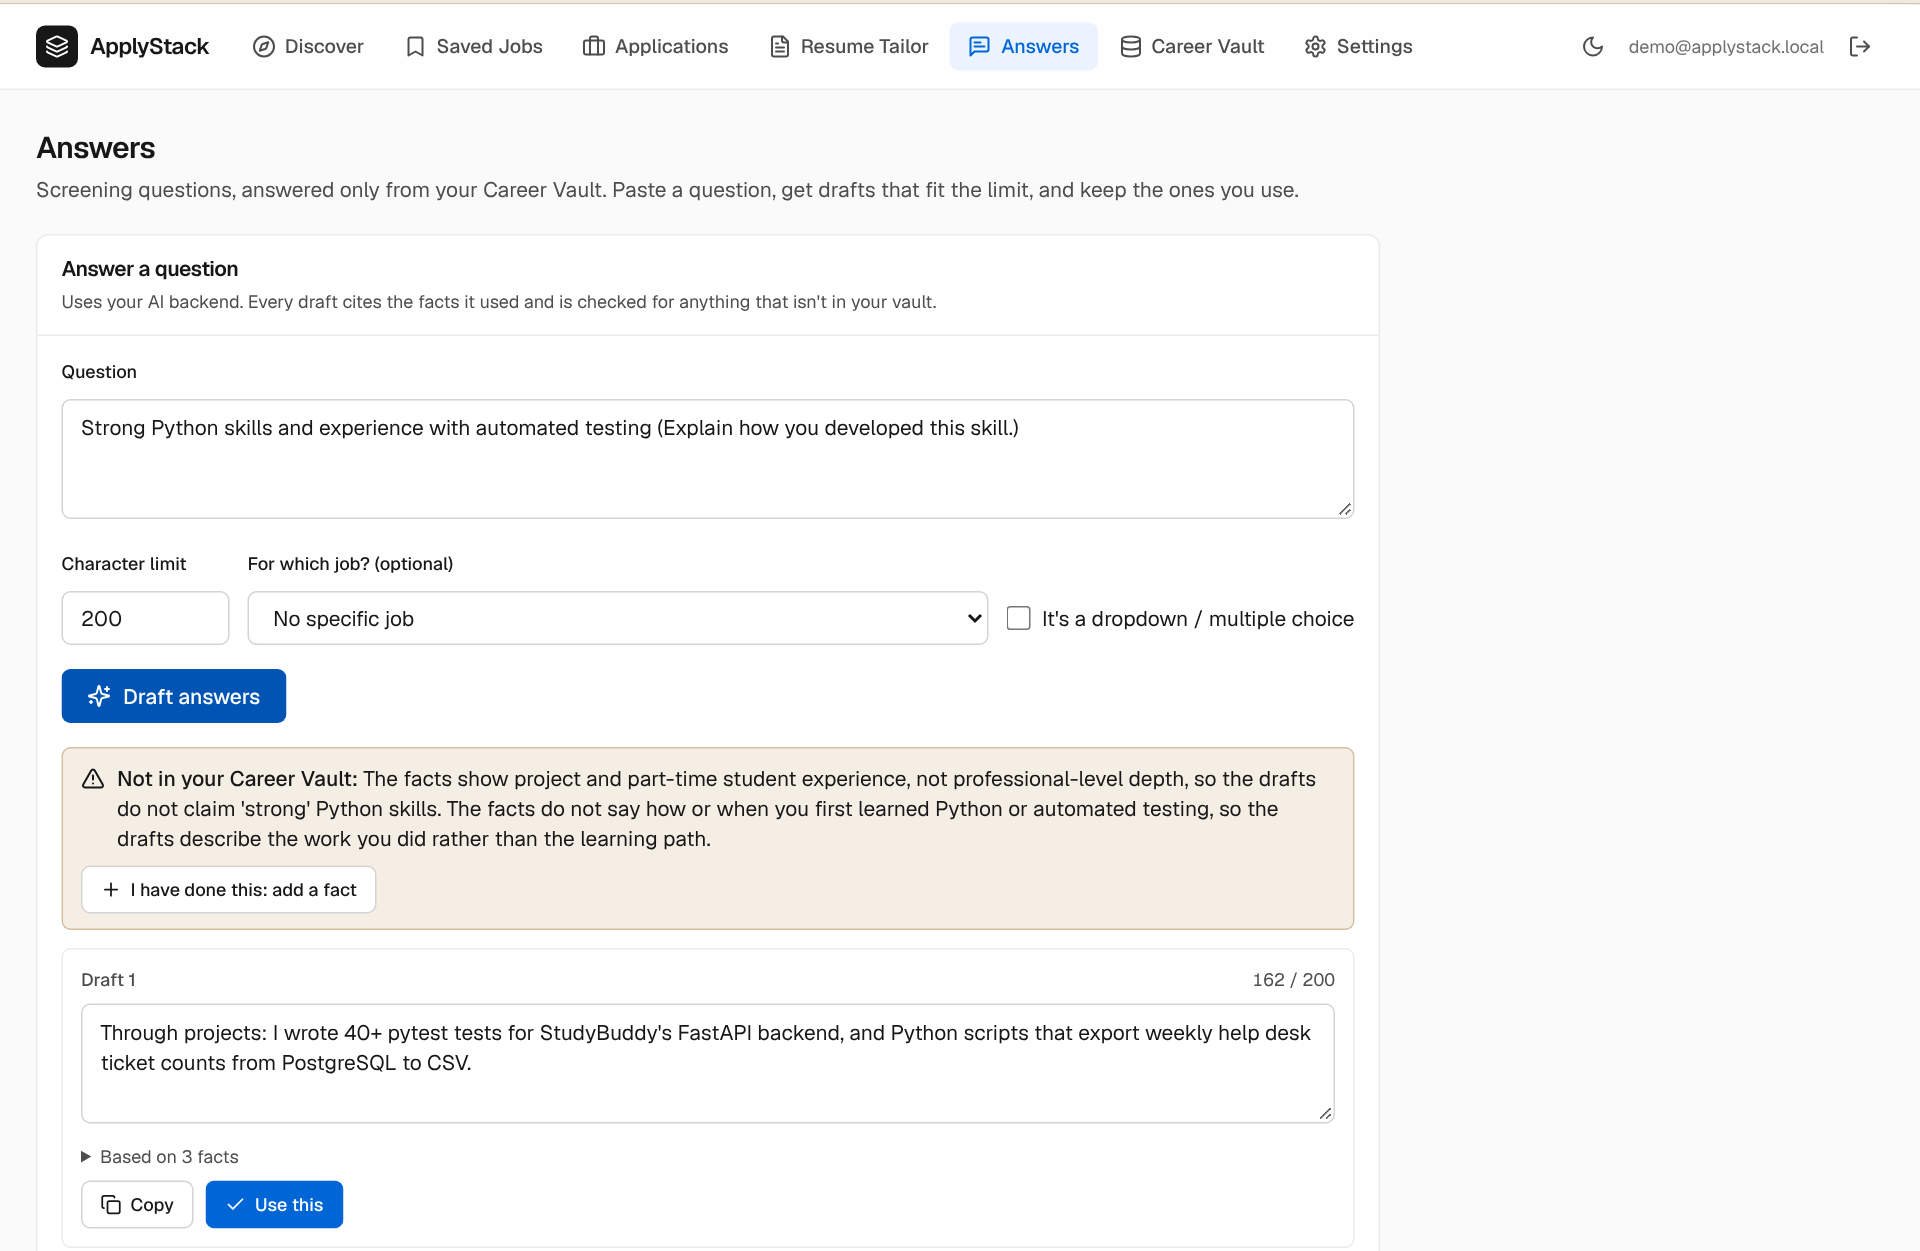 ApplyStack
Discover
Saved Jobs
Applications
Resume Tailor
Answers
Career Vault
Settings
demo@applystack.local
Answers
Screening questions, answered only from your Career Vault. Paste a question, get drafts that fit the limit, and keep the ones you use.
Answer a question
Uses your AI backend. Every draft cites the facts it used and is checked for anything that isn't in your vault.
Question
Strong Python skills and experience with automated testing (Explain how you developed this skill.)
Character limit
For which job? (optional)
200
No specific job
It's a dropdown / multiple choice
Draft answers
Not in your Career Vault: The facts show project and part-time student experience, not professional-level depth, so the drafts
do not claim 'strong' Python skills. The facts do not say how or when you first learned Python or automated testing, so the
drafts describe the work you did rather than the learning path.
I have done this: add a fact
Draft 1
162 / 200
Through projects: I wrote 40+ pytest tests for StudyBuddy's FastAPI backend, and Python scripts that export weekly help desk
ticket counts from PostgreSQL to CSV.
Based on 3 facts
Copy
Use this